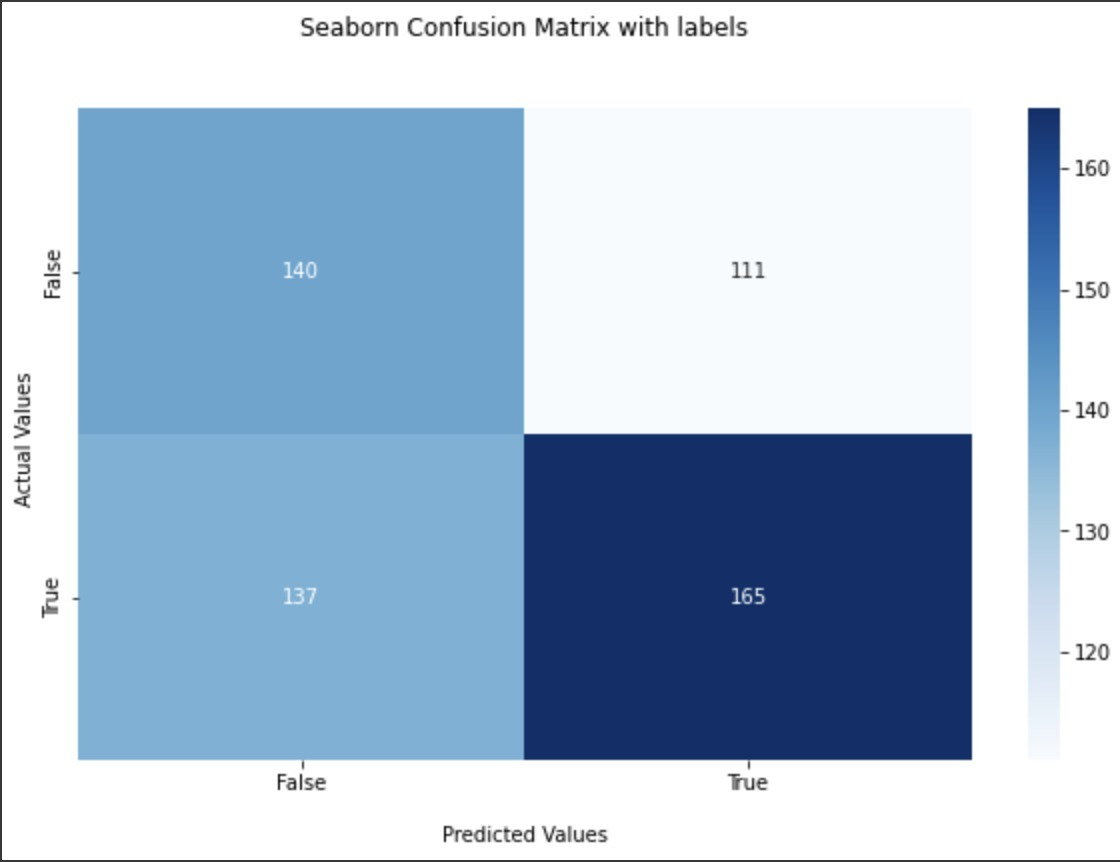 Seaborn Confusion Matrix with labels
False
140
111
160
150
140
130
120
Actual Values
True
137
165
False
True
Predicted Values